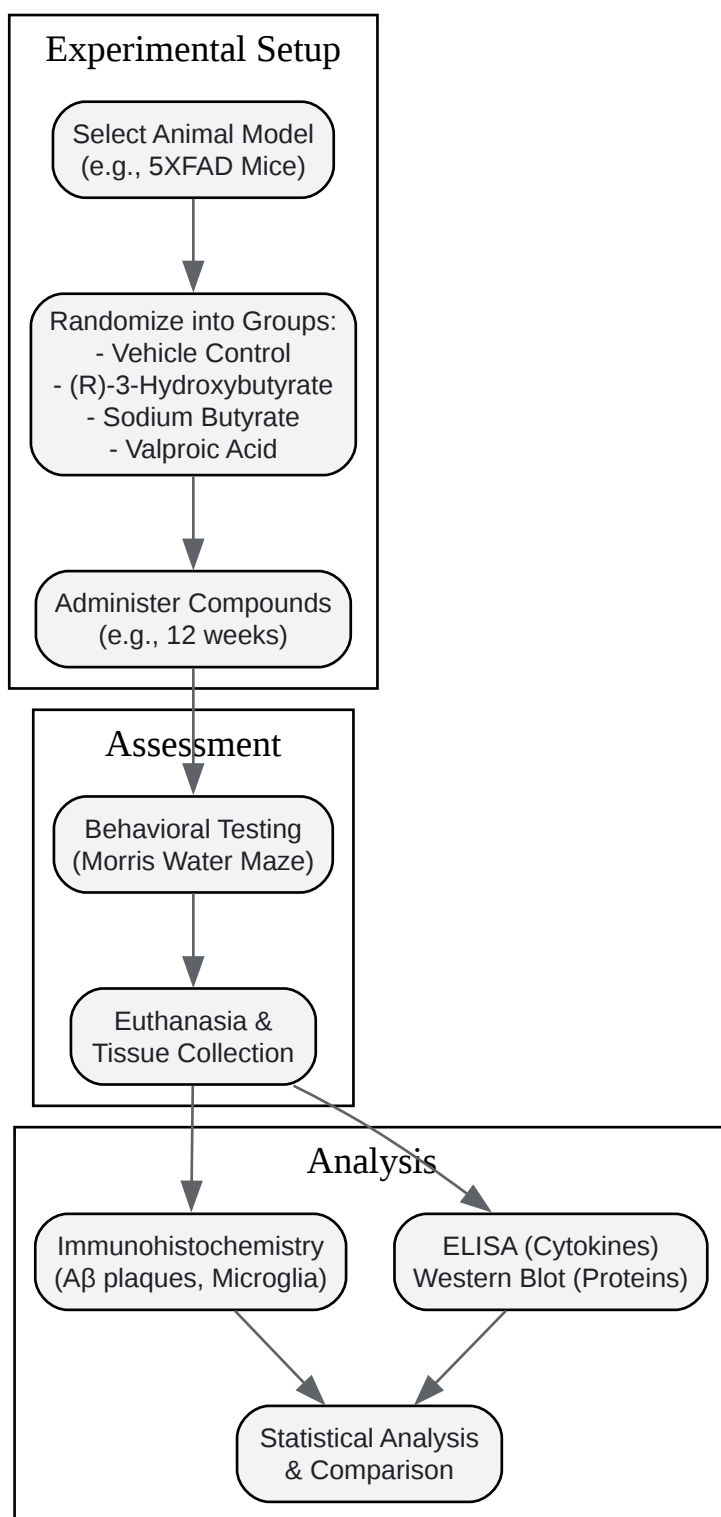 Experimental Setup
Select Animal Model
(e.g., 5XFAD Mice)
Randomize into Groups:
- Vehicle Control
- (R)-3-Hydroxybutyrate
- Sodium Butyrate
- Valproic Acid
Administer Compounds
(e.g., 12 weeks)
Assessment
Behavioral Testing
(Morris Water Maze)
Euthanasia &
Tissue Collection
Analysis
Immunohistochemistry
(Aβ plaques, Microglia)
ELISA (Cytokines)
Western Blot (Proteins)
Statistical Analysis
& Comparison